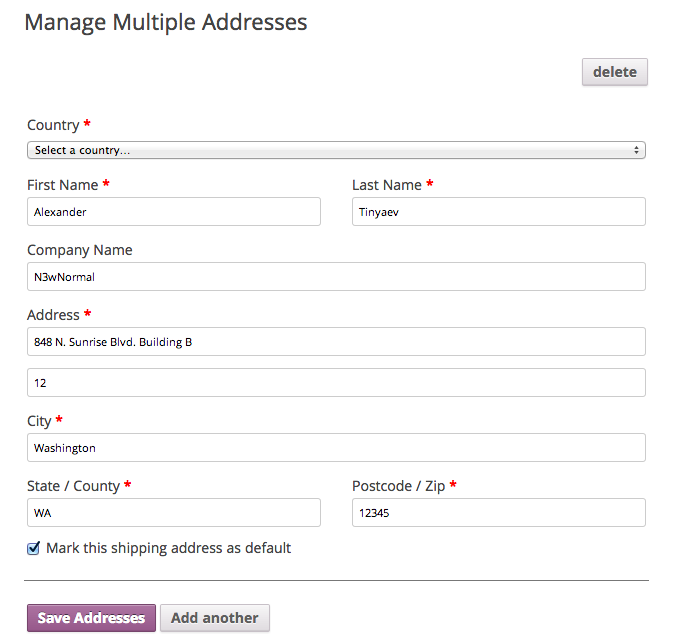 Manage Multiple Addresses
delete
Country *
Select a country...
First Name * Last Name *
Alexander Tinyaev
Company Name
N3wNormal
Address *
848 N. Sunrise Blvd. Building B
12
City *
Washington
State / County * Postcode / Zip *
WA 12345
Mark this shipping address as default
Save Addresses Add another